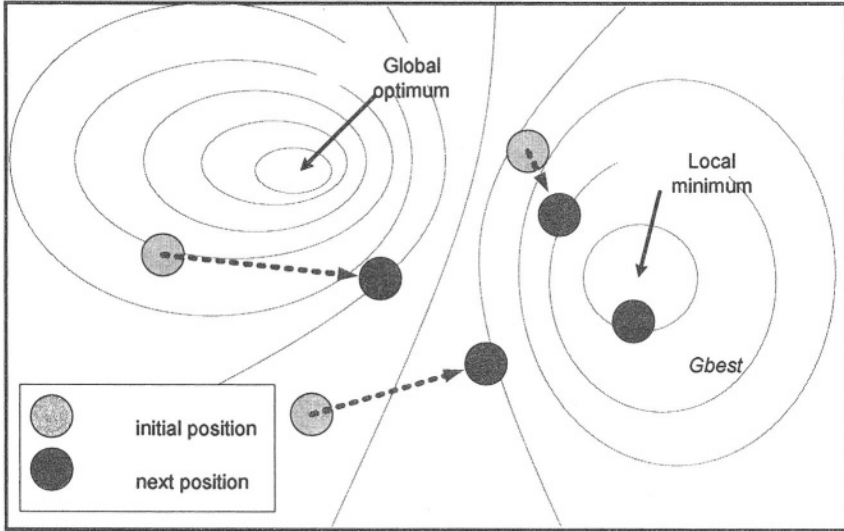 Global
optimum
Local
minimum
Gbest
initial position
next position